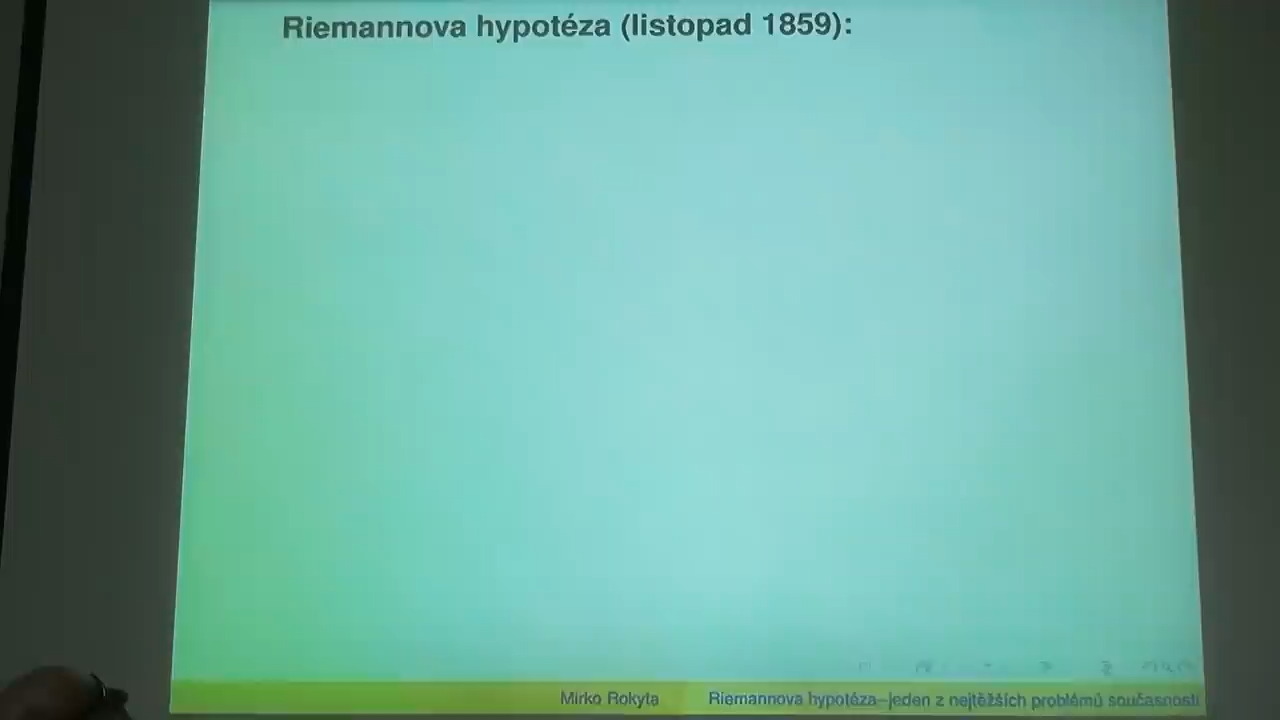 Riemannova hypotéza (listopad 1859):
Mirko Rokyta Riemannova hypotéza–jeden z nejtěžších problémů současnosti